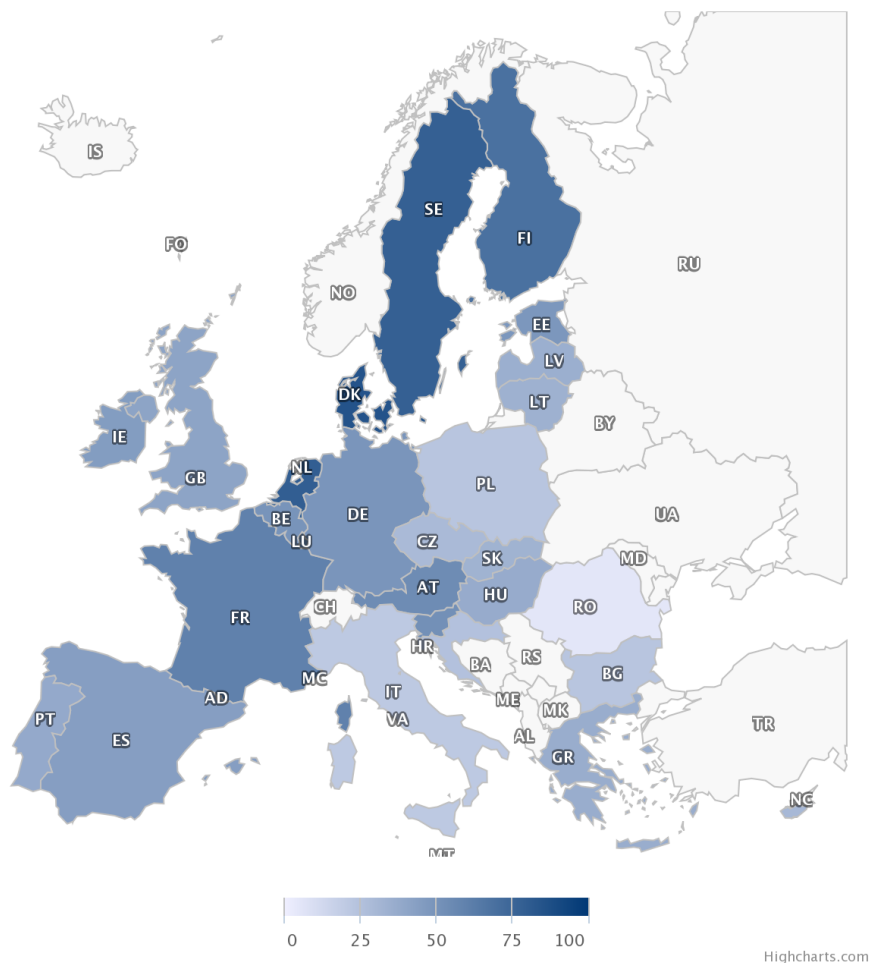 IS
SE
FI
FO
RU
NO
EE
LV
DK
LT
BY
IE
NL
GB
PL
BE
DE
UA
LU
CZ
SK
MD
AT
HU
CH
RO
FR
HR
RS
BA
BG
MC
IT
AD
ME
MK
PT
VA
TR
ES
AL
GR
NC
MT
0 25 50 75 100
Highcharts.com